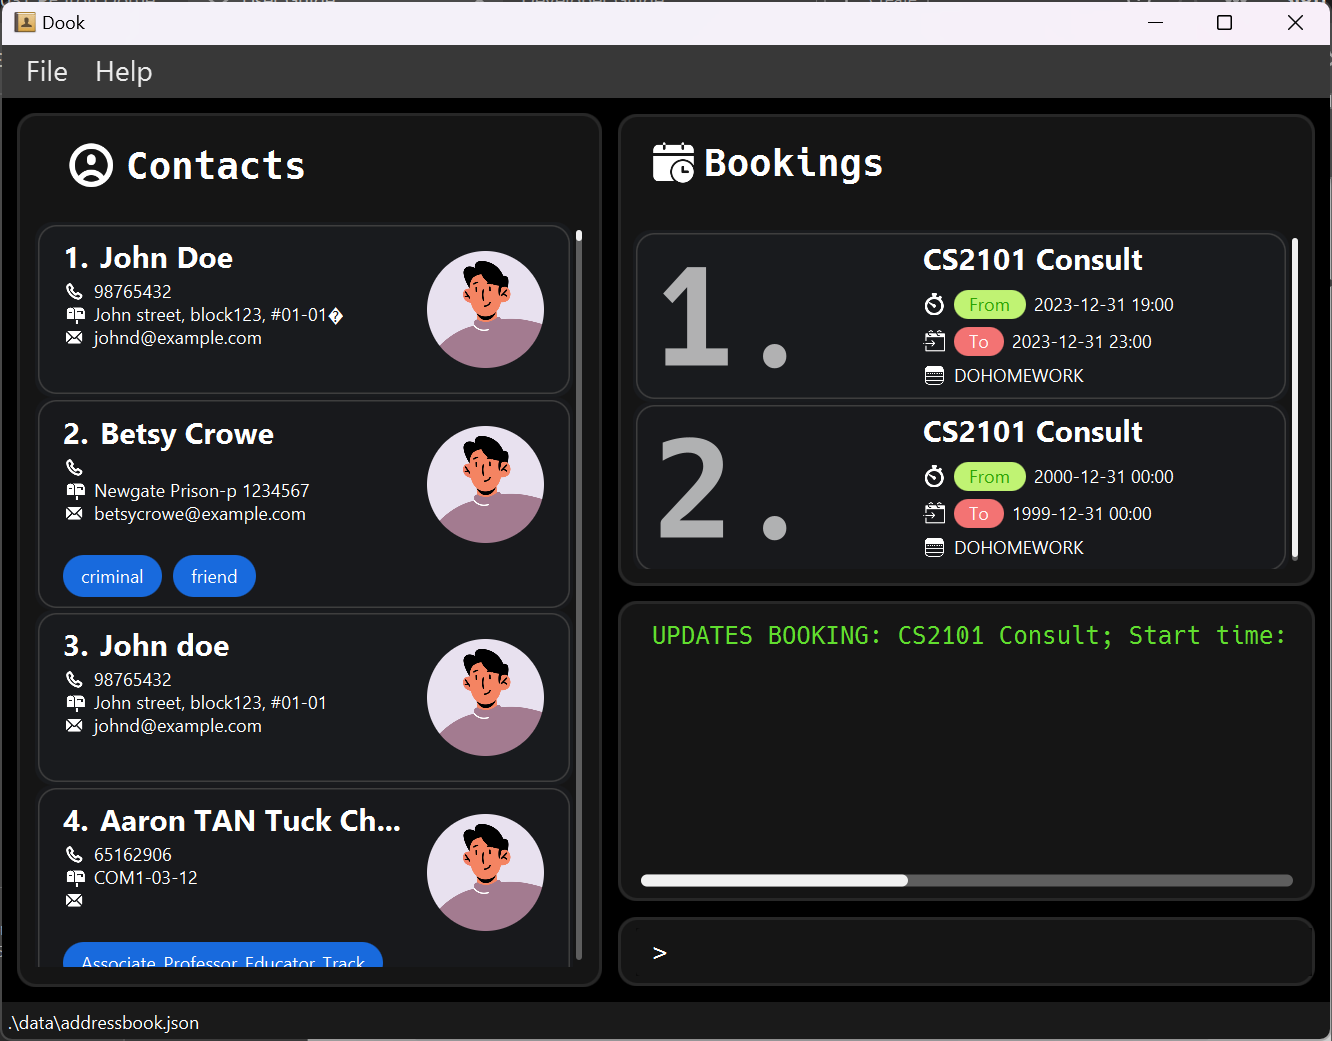 Dook
File Help
Contacts
1. John Doe
98765432
John street, block123, #01-01�
johnd@example.com
2. Betsy Crowe
Newgate Prison-p 1234567
betsycrowe@example.com
criminal friend
3. John doe
98765432
John street, block123, #01-01
johnd@example.com
4. Aaron TAN Tuck Ch...
65162906
COM1-03-12
Associate Professor Educator Track
Bookings
1.
CS2101 Consult
From 2023-12-31 19:00
To 2023-12-31 23:00
DOHOMEWORK
2.
CS2101 Consult
From 2000-12-31 00:00
To 1999-12-31 00:00
DOHOMEWORK
UPDATES BOOKING: CS2101 Consult; Start time:
>
.\data\addressbook.json